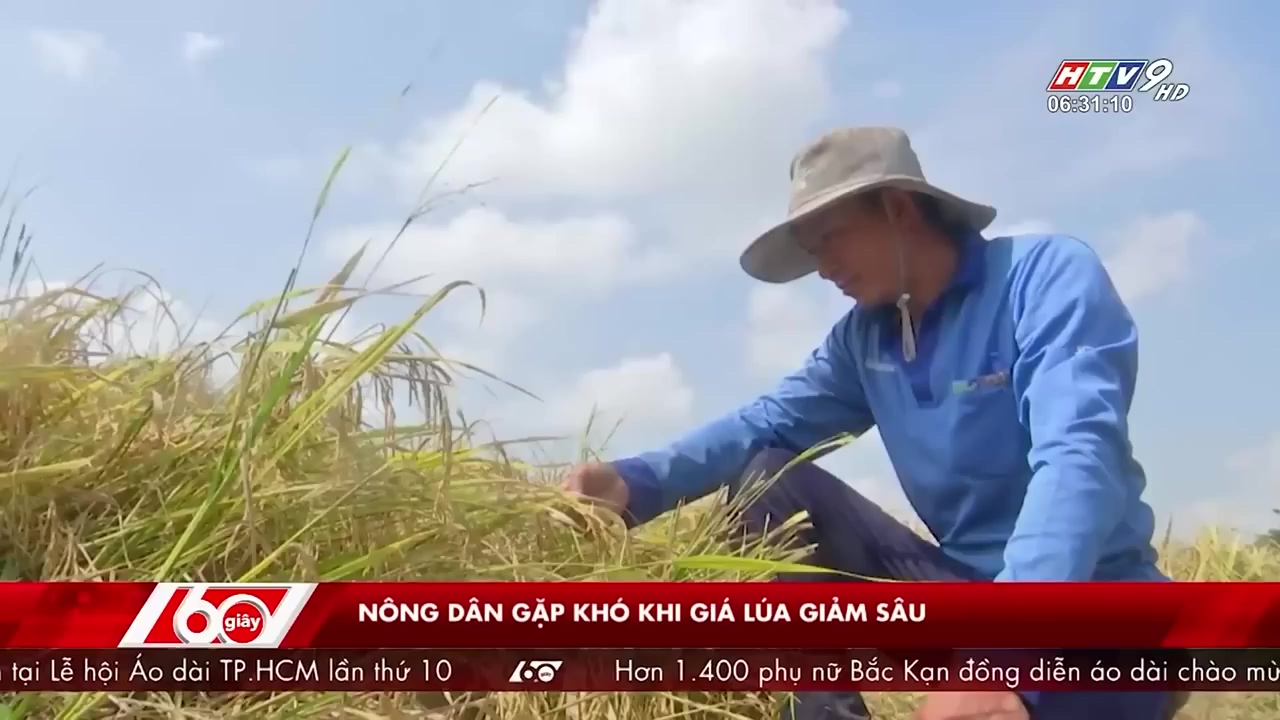 HTV9 HD
06:31:10
60 giây
NÔNG DÂN GẶP KHÓ KHI GIÁ LÚA GIẢM SÂU
tại Lễ hội Áo dài TP.HCM lần thứ 10 60 giây Hơn 1.400 phụ nữ Bắc Kạn đồng diễn áo dài chào